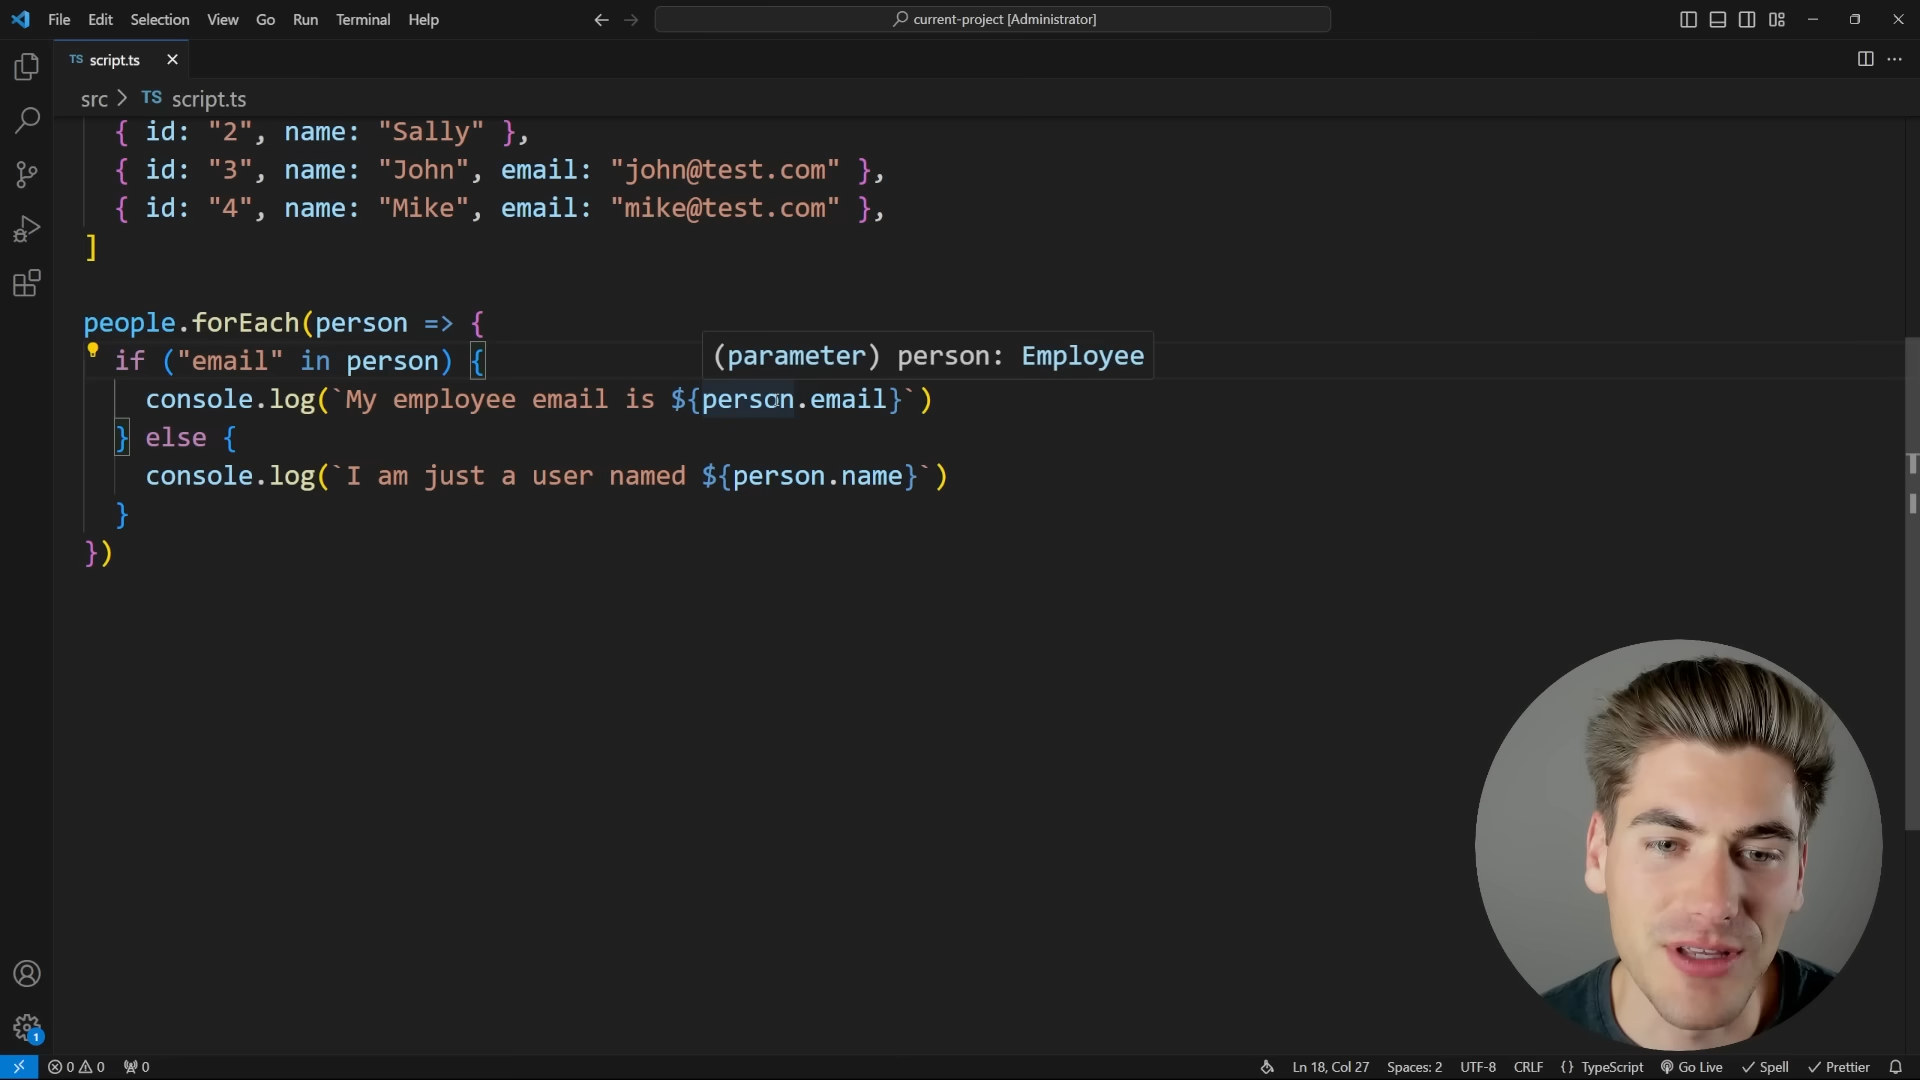 File Edit Selection View Go Run Terminal Help
current-project [Administrator]
TS script.ts
src > TS script.ts
{ id: "2", name: "Sally" },
{ id: "3", name: "John", email: "john@test.com" },
{ id: "4", name: "Mike", email: "mike@test.com" },
]
people.forEach(person => {
if ("email" in person) {
(parameter) person: Employee
console.log(`My employee email is ${person.email}`)
} else {
console.log(`I am just a user named ${person.name}`)
}
})
1
0 0 0 Ln 18, Col 27 Spaces: 2 UTF-8 CRLF {} TypeScript Go Live Spell Prettier